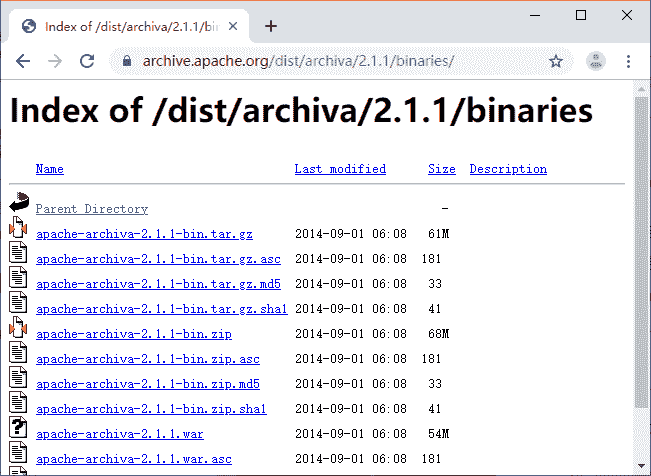 Index of /dist/archiva/2.1.1/bin
archive.apache.org/dist/archiva/2.1.1/binaries/
Index of /dist/archiva/2.1.1/binaries
Name Last modified Size Description
Parent Directory -
apache-archiva-2.1.1-bin.tar.gz 2014-09-01 06:08 61M
apache-archiva-2.1.1-bin.tar.gz.asc 2014-09-01 06:08 181
apache-archiva-2.1.1-bin.tar.gz.md5 2014-09-01 06:08 33
apache-archiva-2.1.1-bin.tar.gz.sha1 2014-09-01 06:08 41
apache-archiva-2.1.1-bin.zip 2014-09-01 06:08 68M
apache-archiva-2.1.1-bin.zip.asc 2014-09-01 06:08 181
apache-archiva-2.1.1-bin.zip.md5 2014-09-01 06:08 33
apache-archiva-2.1.1-bin.zip.sha1 2014-09-01 06:08 41
apache-archiva-2.1.1.war 2014-09-01 06:08 54M
apache-archiva-2.1.1.war.asc 2014-09-01 06:08 181